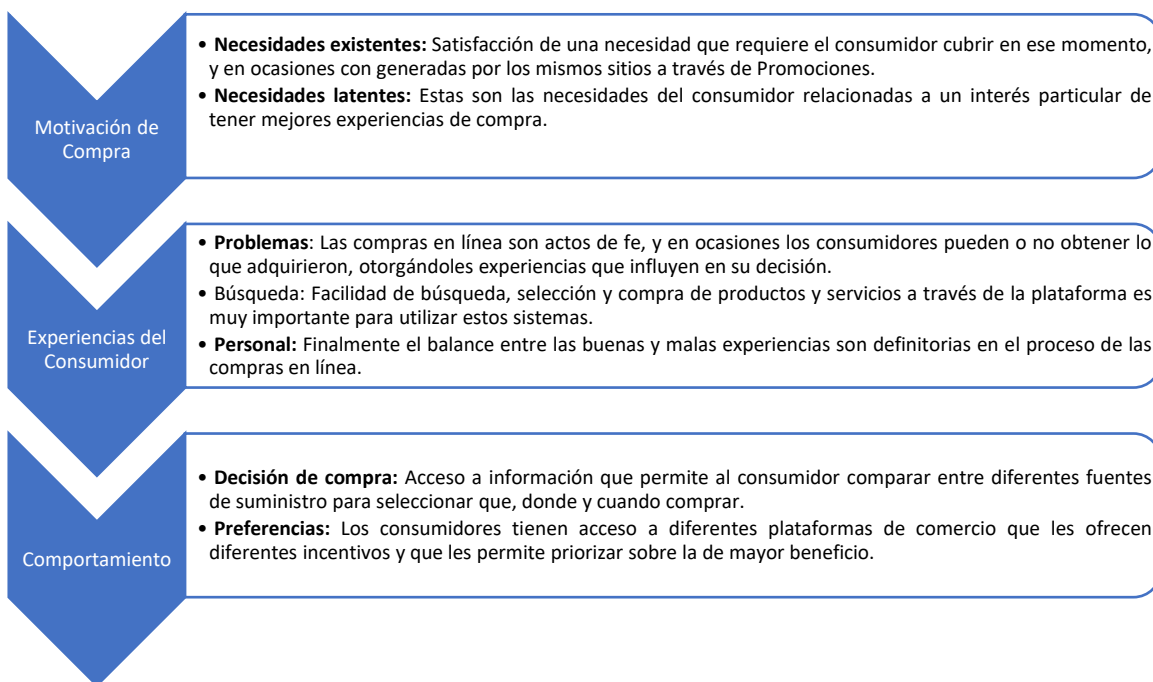 Motivación de
Compra
• Necesidades existentes: Satisfacción de una necesidad que requiere el consumidor cubrir en ese momento,
y en ocasiones con generadas por los mismos sitios a través de Promociones.
• Necesidades latentes: Estas son las necesidades del consumidor relacionadas a un interés particular de
tener mejores experiencias de compra.
Experiencias del
Consumidor
• Problemas: Las compras en línea son actos de fe, y en ocasiones los consumidores pueden o no obtener lo
que adquirieron, otorgándoles experiencias que influyen en su decisión.
• Búsqueda: Facilidad de búsqueda, selección y compra de productos y servicios a través de la plataforma es
muy importante para utilizar estos sistemas.
• Personal: Finalmente el balance entre las buenas y malas experiencias son definitorias en el proceso de las
compras en línea.
Comportamiento
• Decisión de compra: Acceso a información que permite al consumidor comparar entre diferentes fuentes
de suministro para seleccionar que, donde y cuando comprar.
• Preferencias: Los consumidores tienen acceso a diferentes plataformas de comercio que les ofrecen
diferentes incentivos y que les permite priorizar sobre la de mayor beneficio.